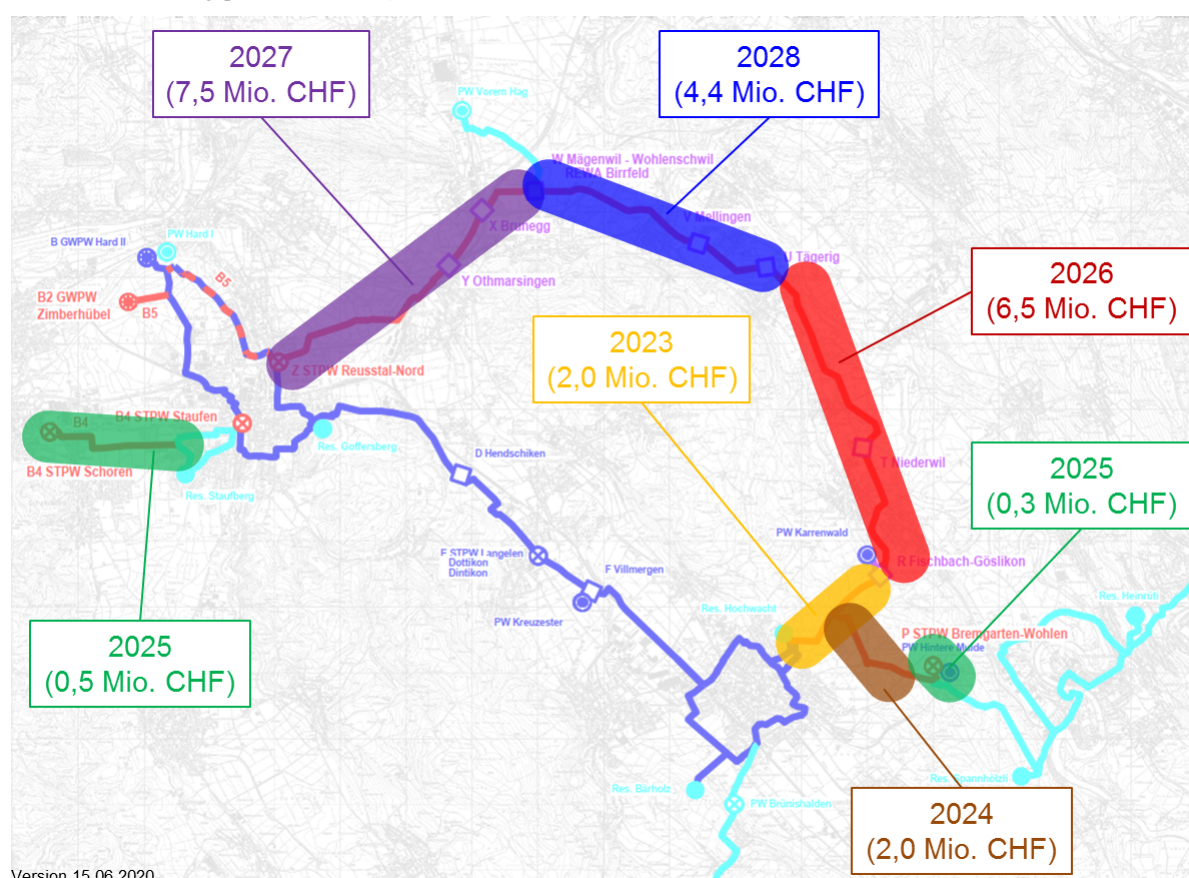 2027
(7,5 Mio. CHF)
2028
(4,4 Mio. CHF)
PW Vorem Hag
W Mägenwil - Wohlenschwil
REWA Birrfeld
X Brunegg
V Mellingen
B GWPW Hard II
PW Hard I
U Tägerig
Y Othmarsingen
B5
B2 GWPW
Zimberhübel
B5
2026
(6,5 Mio. CHF)
2023
(2,0 Mio. CHF)
Z STPW Reusstal-Nord
B4
B4 STPW Staufen
Res. Goffersberg
B4 STPW Schoren
Res. Staufberg
D Hendschiken
T Niederwil
2025
(0,3 Mio. CHF)
PW Karrenwald
E STPW Langelen
Dottikon
Dintikon
F Villmergen
R Fischbach-Göslikon
PW Kreuzester
Res. Hochwacht
Res. Heinrüti
P STPW Bremgarten-Wohlen
PW Hintere Mulde
2025
(0,5 Mio. CHF)
Res. Spannhölzli
Res. Bärholz
PW Brünishalden
2024
(2,0 Mio. CHF)
Version 15.06.2020